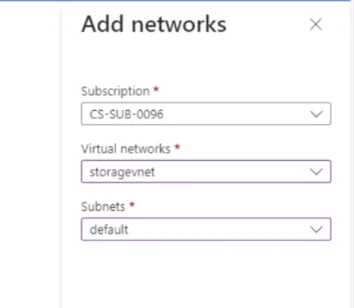 Add networks
Subscription *
CS-SUB-0096
Virtual networks *
storagevnet
Subnets *
default